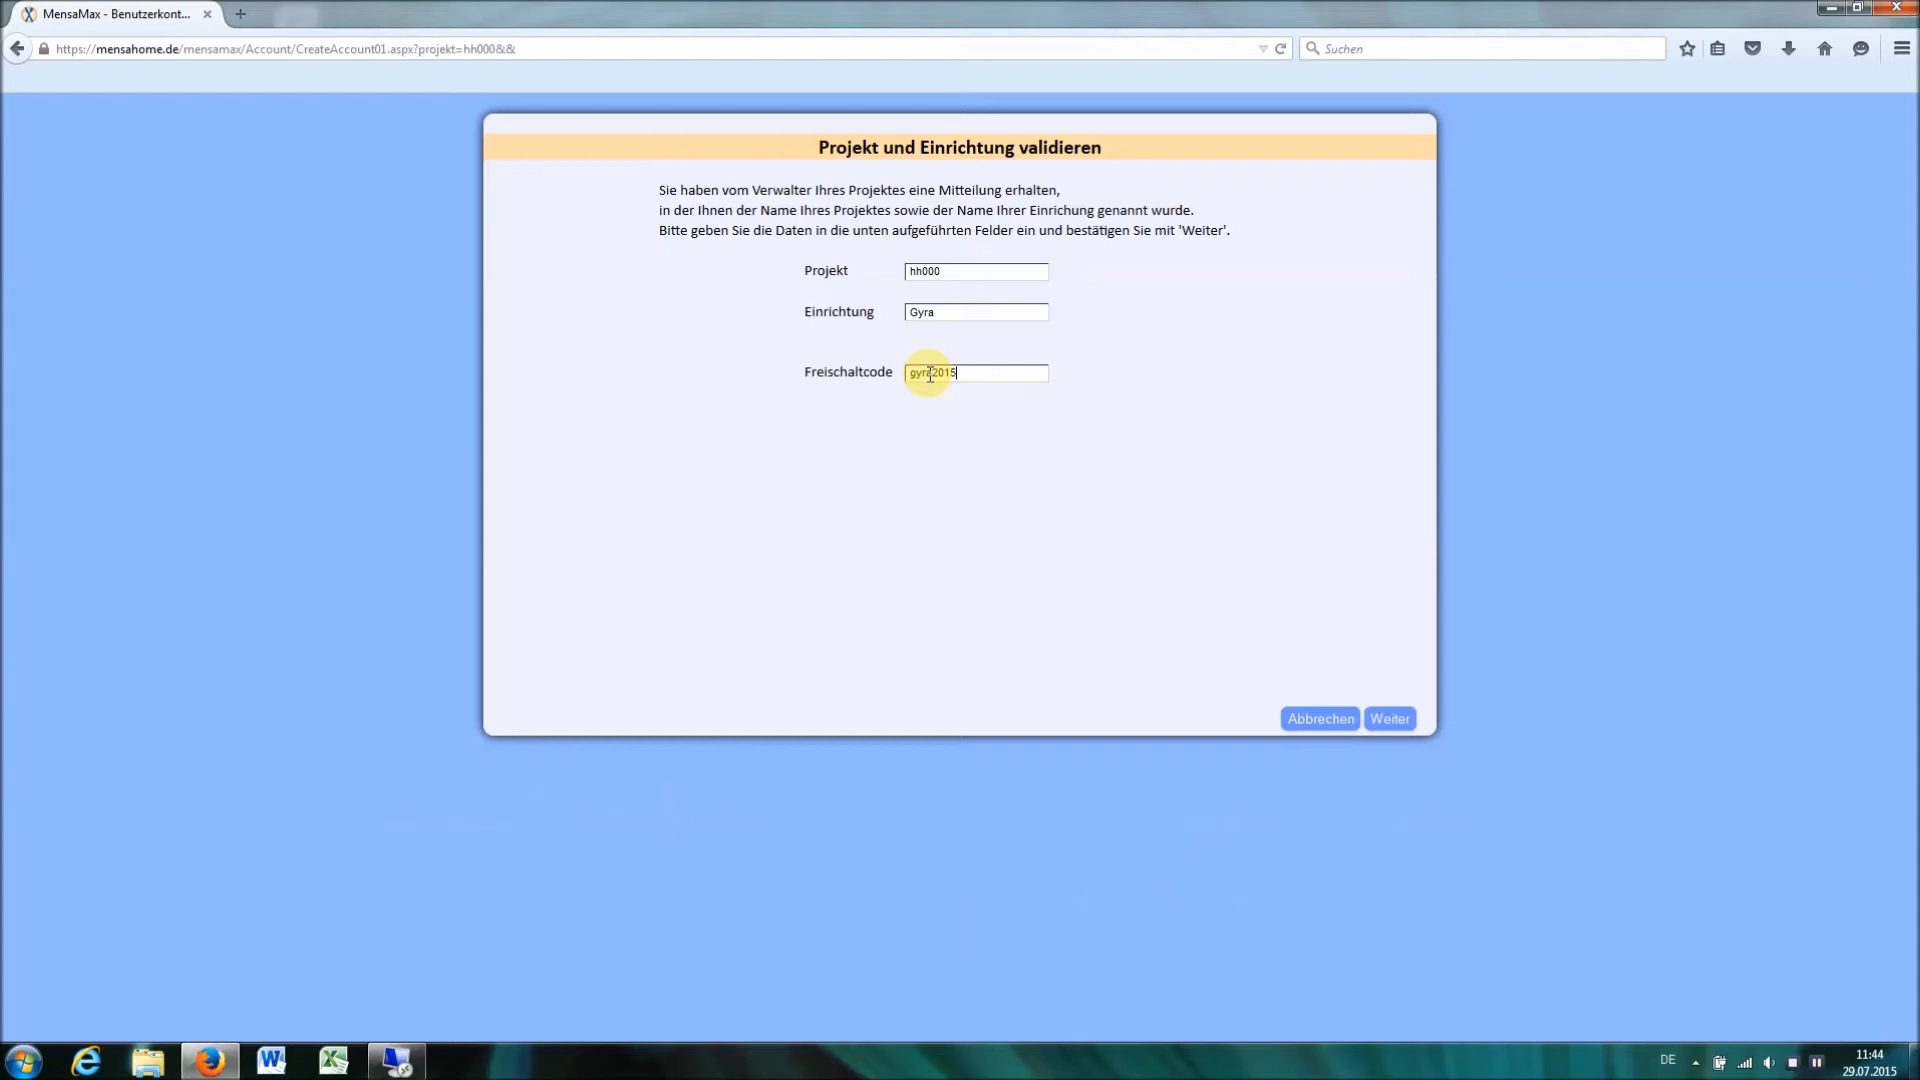 MensaMax - Benutzerkont...
https://mensahome.de/mensamax/Account/CreateAccount01.aspx?projekt=hh000&&
Suchen
Projekt und Einrichtung validieren
Sie haben vom Verwalter Ihres Projektes eine Mitteilung erhalten,
in der Ihnen der Name Ihres Projektes sowie der Name Ihrer Einrichung genannt wurde.
Bitte geben Sie die Daten in die unten aufgeführten Felder ein und bestätigen Sie mit 'Weiter'.
Projekt hh000
Einrichtung Gyra
Freischaltcode gyra2015
Abbrechen Weiter
DE
11:44
29.07.2015